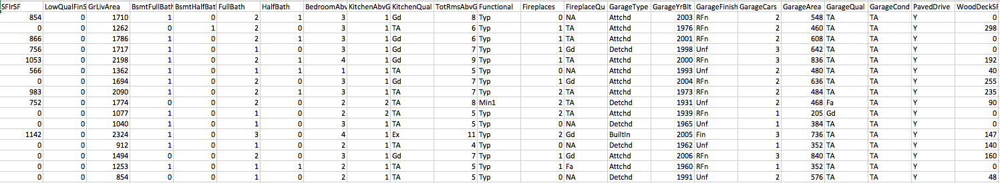 SFlrSF LowQualFinS GrLivArea BsmtFullBath BsmtHalfBat FullBath HalfBath BedroomAbv KitchenAbvG KitchenQual TotRmsAbvG Functional Fireplaces FireplaceQu GarageType GarageYrBlt GarageFinish GarageCars GarageArea GarageQual GarageCond PavedDrive WoodDeckSF
854 0 1710 1 0 2 1 3 1 Gd 8 Typ 0 NA Attchd 2003 RFn 2 548 TA TA Y 0
0 0 1262 0 1 2 0 3 1 TA 6 Typ 1 TA Attchd 1976 RFn 2 460 TA TA Y 298
866 0 1786 1 0 2 1 3 1 Gd 6 Typ 1 TA Attchd 2001 RFn 2 608 TA TA Y 0
756 0 1717 1 0 1 0 3 1 Gd 7 Typ 1 Gd Detchd 1998 Unf 3 642 TA TA Y 0
1053 0 2198 1 0 2 1 4 1 Gd 9 Typ 1 TA Attchd 2000 RFn 3 836 TA TA Y 192
566 0 1362 1 0 1 1 1 1 TA 5 Typ 0 NA Attchd 1993 Unf 2 480 TA TA Y 40
0 0 1694 1 0 2 0 3 1 Gd 7 Typ 1 Gd Attchd 2004 RFn 2 636 TA TA Y 255
983 0 2090 1 0 2 1 3 1 TA 7 Typ 2 TA Attchd 1973 RFn 2 484 TA TA Y 235
752 0 1774 0 0 2 0 2 2 TA 8 Min1 2 TA Detchd 1931 Unf 2 468 Fa TA Y 90
0 0 1077 1 0 1 0 2 2 TA 5 Typ 2 TA Attchd 1939 RFn 1 205 Gd TA Y 0
0 0 1040 1 0 1 0 3 1 TA 5 Typ 0 NA Detchd 1965 Unf 1 384 TA TA Y 0
1142 0 2324 1 0 3 0 4 1 Ex 11 Typ 2 Gd BuiltIn 2005 Fin 3 736 TA TA Y 147
0 0 912 1 0 1 0 2 1 TA 4 Typ 0 NA Detchd 1962 Unf 1 352 TA TA Y 140
0 0 1494 0 0 2 0 3 1 Gd 7 Typ 1 Gd Attchd 2006 RFn 3 840 TA TA Y 160
0 0 1253 1 0 1 1 2 1 TA 5 Typ 1 Fa Attchd 1960 RFn 1 352 TA TA Y 0
0 0 854 0 0 1 0 2 1 TA 5 Typ 0 NA Detchd 1991 Unf 2 576 TA TA Y 48